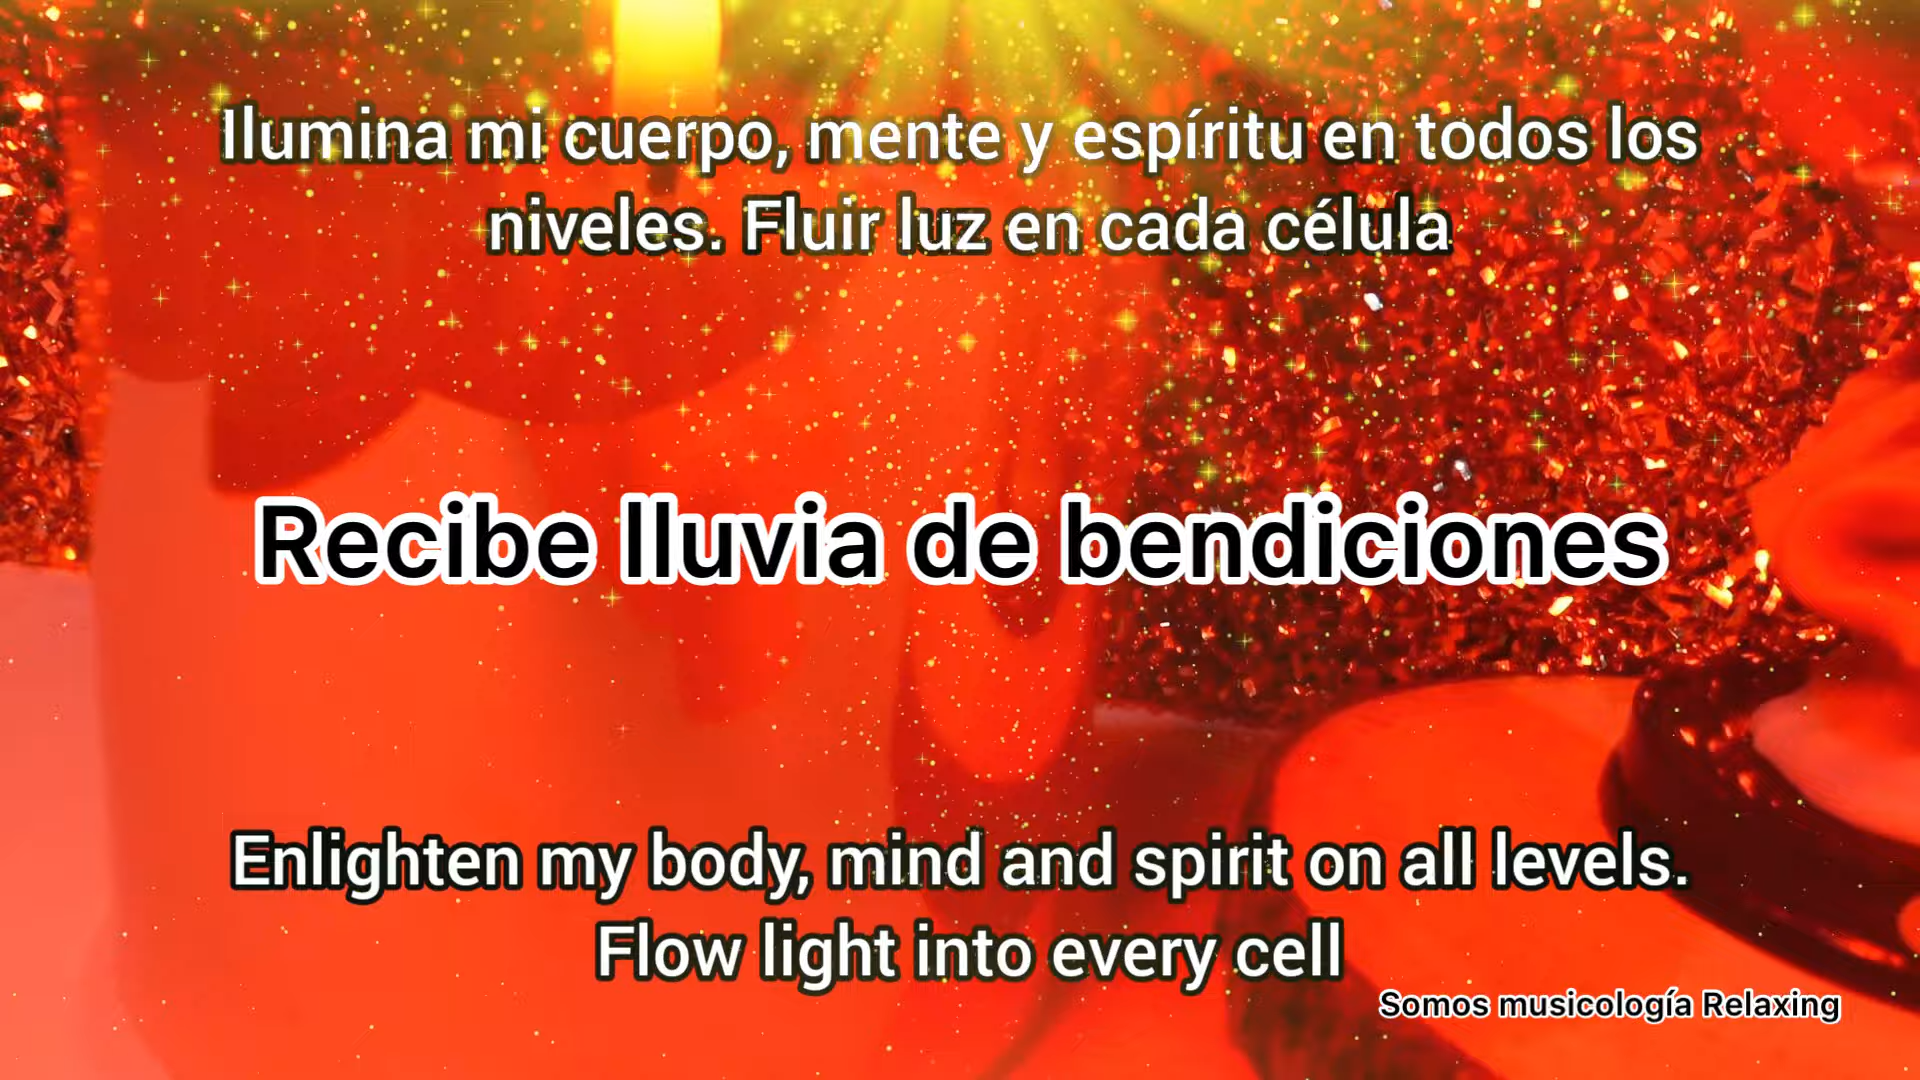 Ilumina mi cuerpo, mente y espíritu en todos los
niveles. Fluir luz en cada célula
Recibe lluvia de bendiciones
Enlighten my body, mind and spirit on all levels.
Flow light into every cell
Somos musicología Relaxing